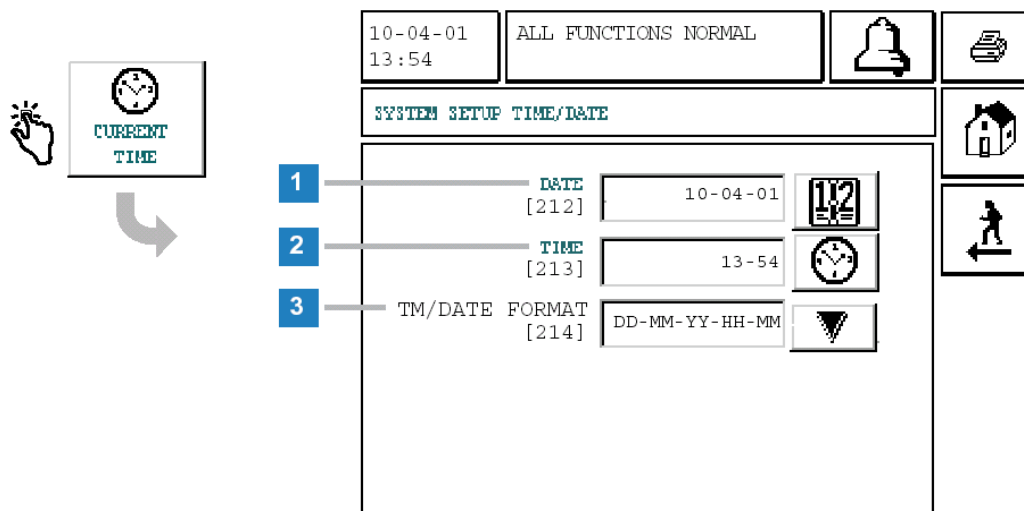 CURRENT
TIME
10-04-01
13:54
ALL FUNCTIONS NORMAL
SYSTEM SETUP TIME/DATE
1
DATE
[212]
10-04-01
12
2
TIME
[213]
13-54
3
TM/DATE FORMAT
[214]
DD-MM-YY-HH-MM